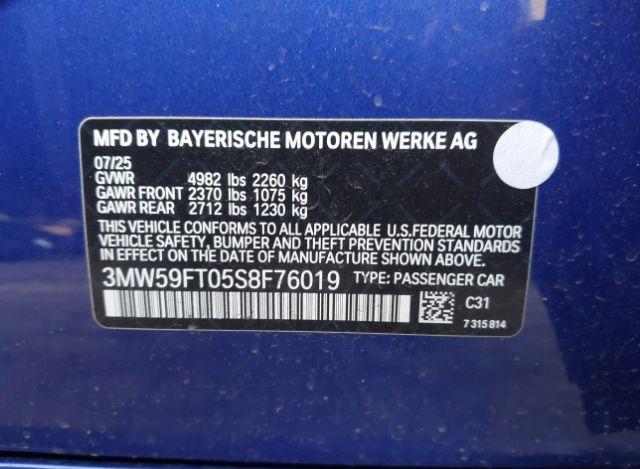 MFD BY BAYERISCHE MOTOREN WERKE AG
07/25
GVWR 4982 lbs 2260 kg
GAWR FRONT 2370 lbs 1075 kg
GAWR REAR 2712 lbs 1230 kg
THIS VEHICLE CONFORMS TO ALL APPLICABLE U.S.FEDERAL MOTOR
VEHICLE SAFETY, BUMPER AND THEFT PREVENTION STANDARDS
IN EFFECT ON THE DATE OF MANUFACTURE SHOWN ABOVE.
3MW59FT05S8F76019 TYPE: PASSENGER CAR
C31
7 315 814